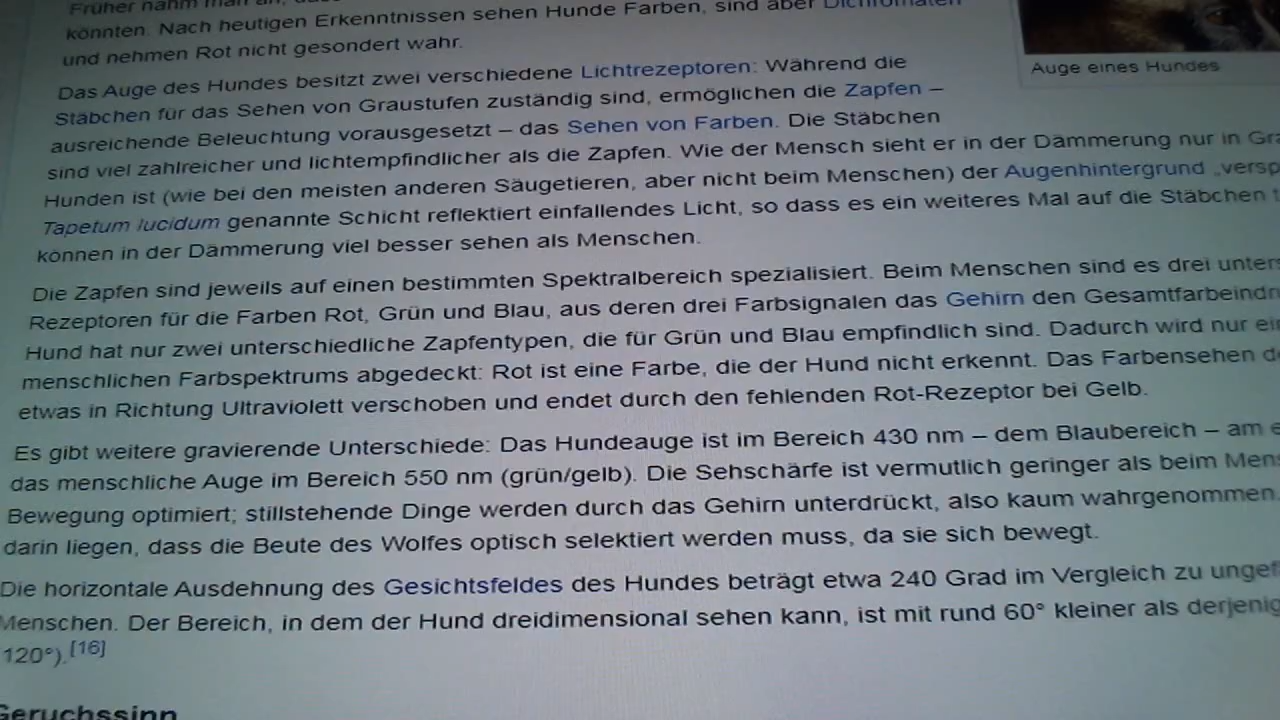 Früher nahm man an, dass
könnten. Nach heutigen Erkenntnissen sehen Hunde Farben, sind aber Dichromaten
und nehmen Rot nicht gesondert wahr.
Auge eines Hundes
Das Auge des Hundes besitzt zwei verschiedene Lichtrezeptoren: Während die
Stäbchen für das Sehen von Graustufen zuständig sind, ermöglichen die Zapfen –
ausreichende Beleuchtung vorausgesetzt – das Sehen von Farben. Die Stäbchen
sind viel zahlreicher und lichtempfindlicher als die Zapfen. Wie der Mensch sieht er in der Dämmerung nur in
Hunden ist (wie bei den meisten anderen Säugetieren, aber nicht beim Menschen) der Augenhintergrund
Tapetum lucidum genannte Schicht reflektiert einfallendes Licht, so dass es ein weiteres Mal auf die Stäbchen
können in der Dämmerung viel besser sehen als Menschen.
Die Zapfen sind jeweils auf einen bestimmten Spektralbereich spezialisiert. Beim Menschen sind es drei
Rezeptoren für die Farben Rot, Grün und Blau, aus deren drei Farbsignalen das Gehirn den
Hund hat nur zwei unterschiedliche Zapfentypen, die für Grün und Blau empfindlich sind. Dadurch wird nur
menschlichen Farbspektrums abgedeckt: Rot ist eine Farbe, die der Hund nicht erkennt. Das Farbensehen
etwas in Richtung Ultraviolett verschoben und endet durch den fehlenden Rot-Rezeptor bei Gelb.
Es gibt weitere gravierende Unterschiede: Das Hundeauge ist im Bereich 430 nm – dem Blaubereich – am
das menschliche Auge im Bereich 550 nm (grün/gelb). Die Sehschärfe ist vermutlich geringer als beim
Bewegung optimiert; stillstehende Dinge werden durch das Gehirn unterdrückt, also kaum wahrgenommen.
darin liegen, dass die Beute des Wolfes optisch selektiert werden muss, da sie sich bewegt.
Die horizontale Ausdehnung des Gesichtsfeldes des Hundes beträgt etwa 240 Grad im Vergleich zu
Menschen. Der Bereich, in dem der Hund dreidimensional sehen kann, ist mit rund 60° kleiner als
120°).[16]
Geruchssinn